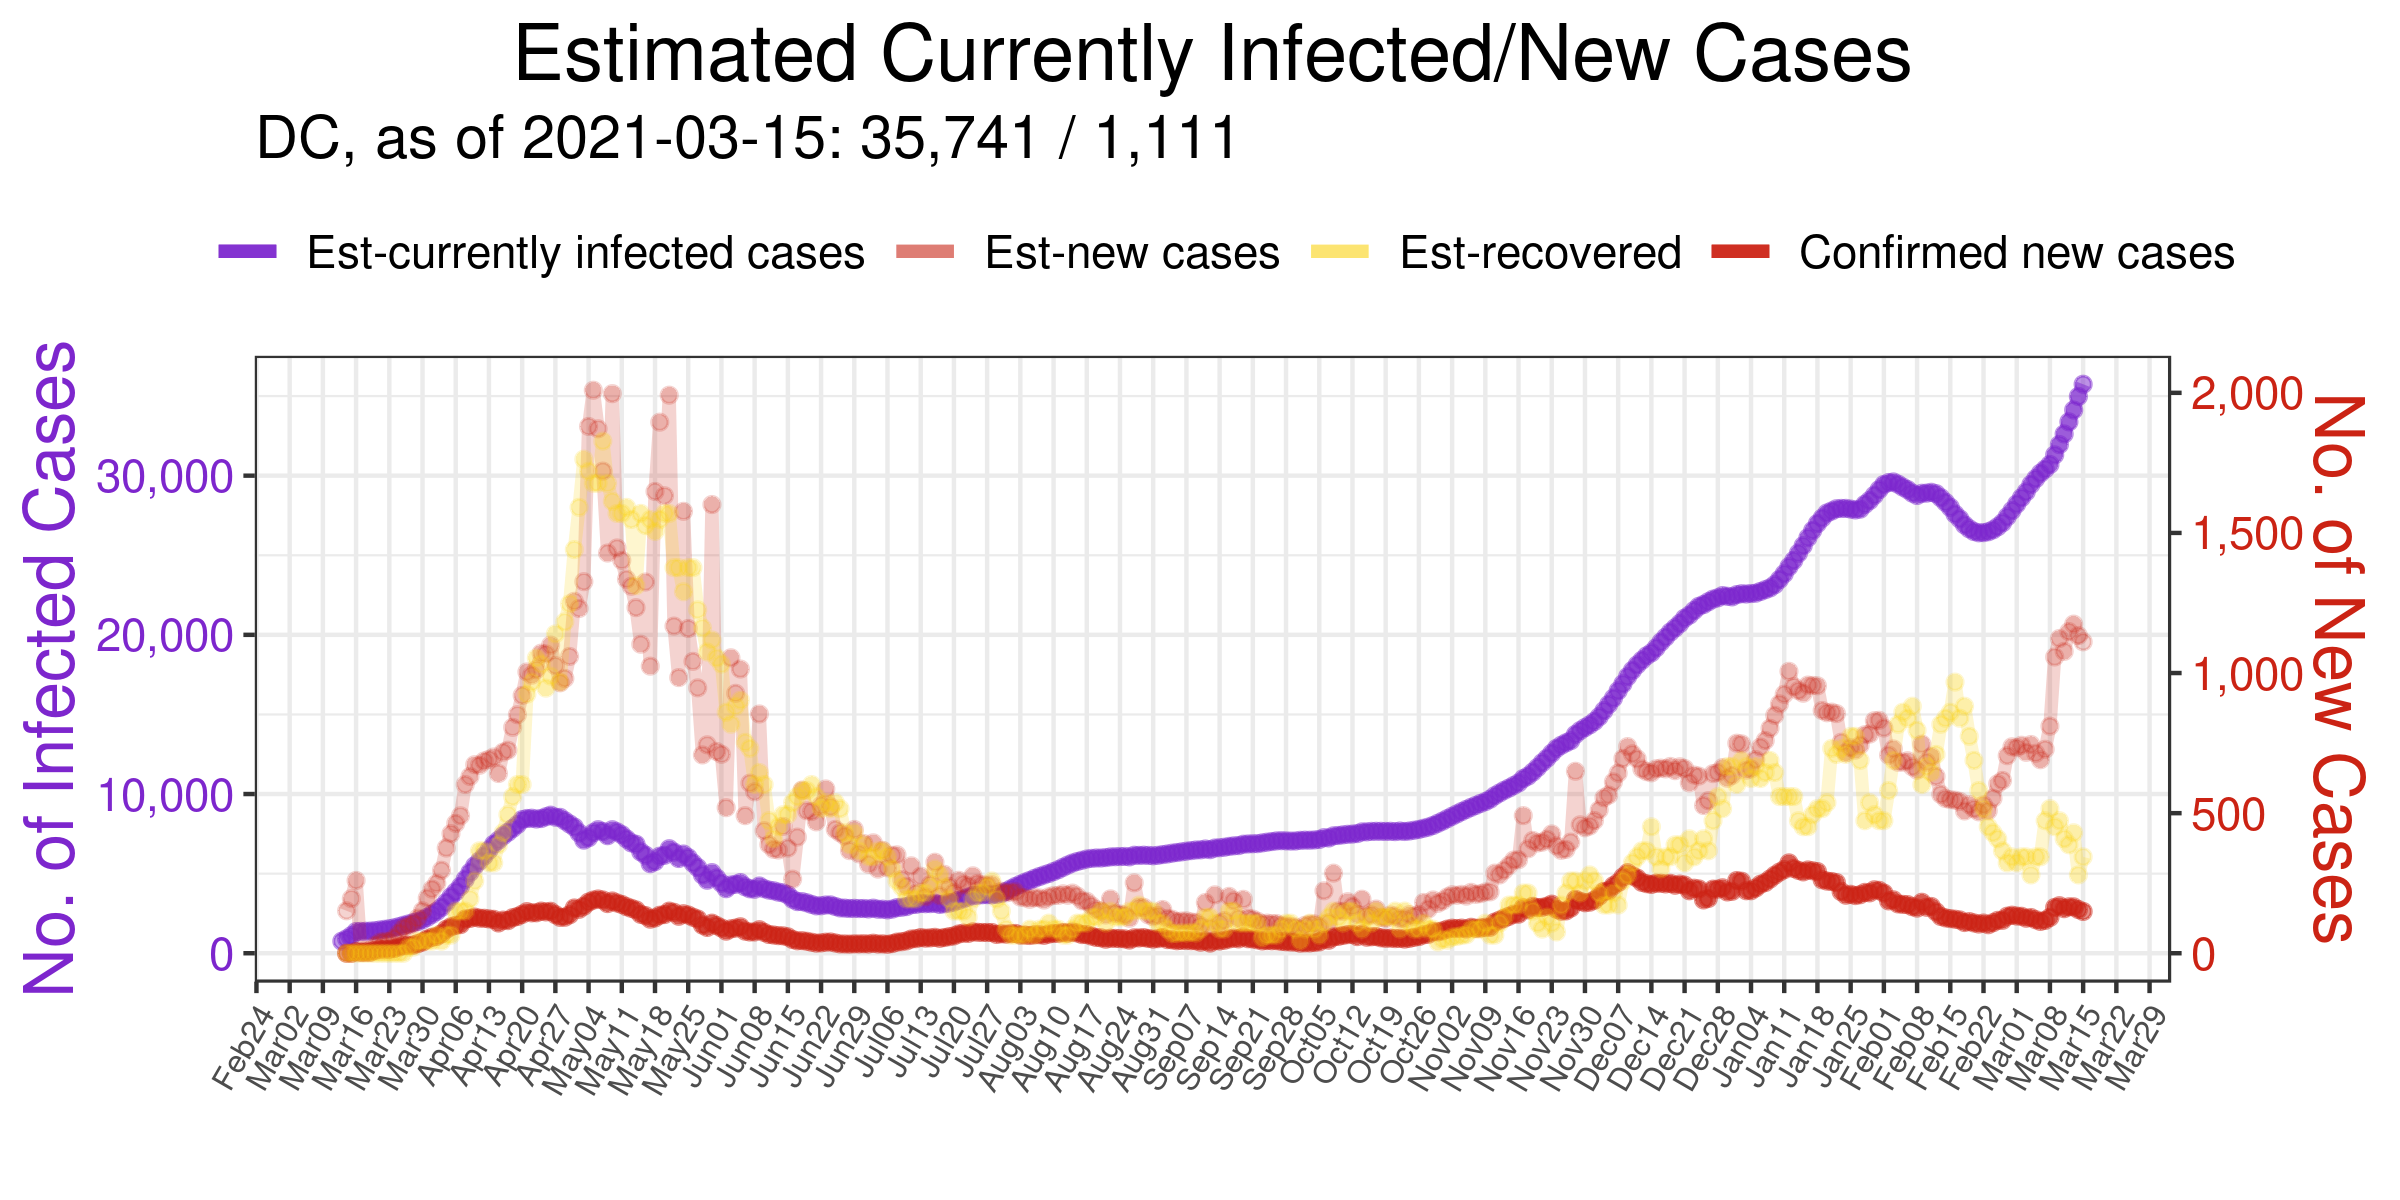 Estimated Currently Infected/New Cases
DC, as of 2021-03-15: 35,741 / 1,111
Est-currently infected cases Est-new cases Est-recovered Confirmed new cases
No. of Infected Cases
30,000
20,000
10,000
0
2,000
1,500
1,000
500
0
No. of New Cases
Feb24
Mar02
Mar09
Mar16
Mar23
Mar30
Apr06
Apr13
Apr20
Apr27
May04
May11
May18
May25
Jun01
Jun08
Jun15
Jun22
Jun29
Jul06
Jul13
Jul20
Jul27
Aug03
Aug10
Aug17
Aug24
Aug31
Sep07
Sep14
Sep21
Sep28
Oct05
Oct12
Oct19
Oct26
Nov02
Nov09
Nov16
Nov23
Nov30
Dec07
Dec14
Dec21
Dec28
Jan04
Jan11
Jan18
Jan25
Feb01
Feb08
Feb15
Feb22
Mar01
Mar08
Mar15
Mar22
Mar29